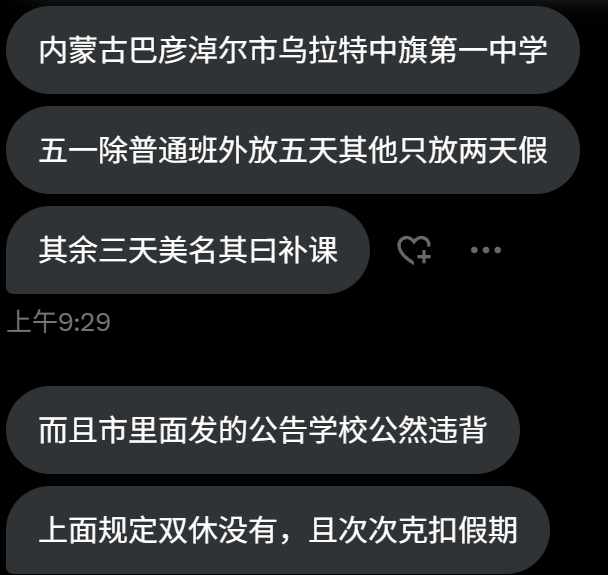 内蒙古巴彦淖尔市乌拉特中旗第一中学
五一除普通班外放五天其他只放两天假
其余三天美名其曰补课
上午9:29
而且市里面发的公告学校公然违背
上面规定双休没有，且次次克扣假期